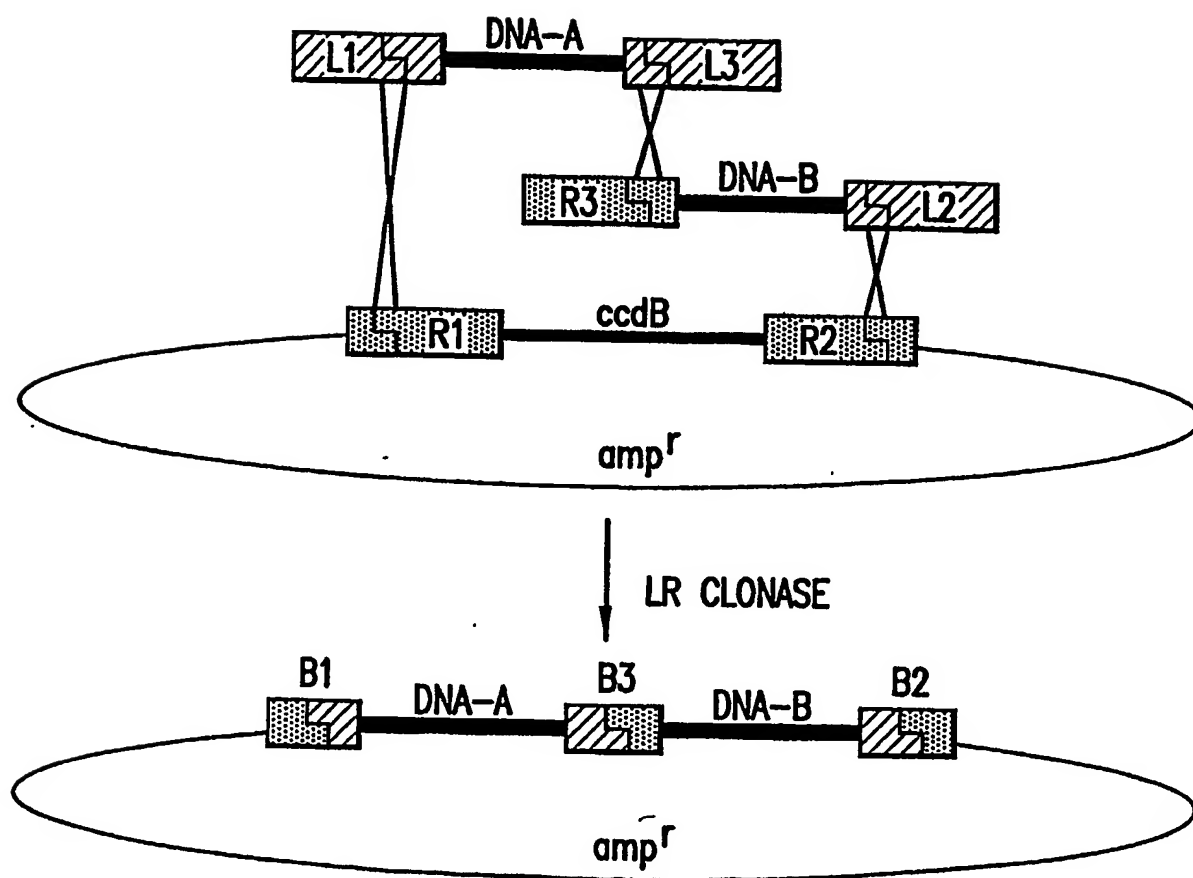 DNA-A
L1 L3
DNA-B
R3 L2
ccdB
R1 R2
amp^r
LR CLONASE
B1 B3 B2
DNA-A DNA-B
amp^r